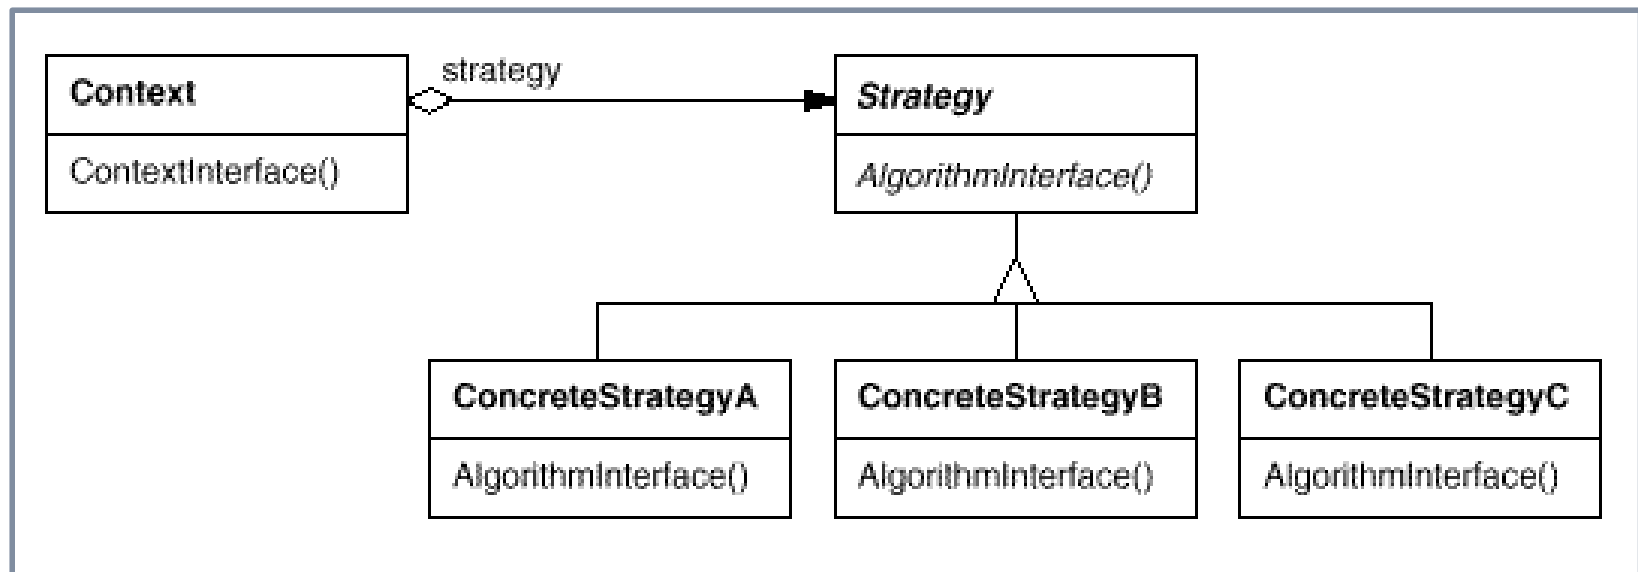 strategy
Context
Strategy
ContextInterface()
AlgorithmInterface()
ConcreteStrategyA
ConcreteStrategyB
ConcreteStrategyC
AlgorithmInterface()
AlgorithmInterface()
AlgorithmInterface()